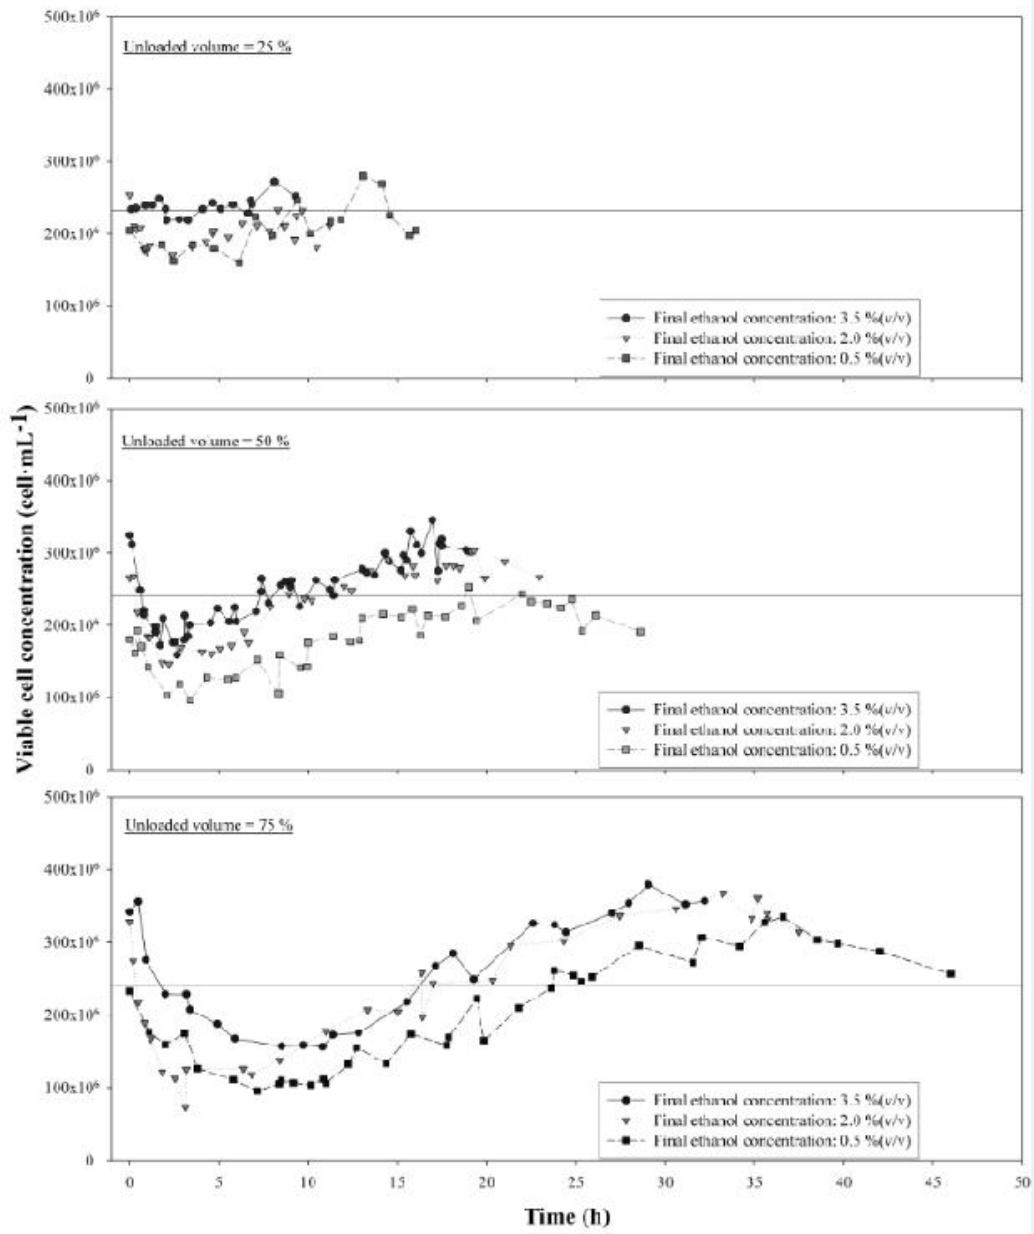 500x10⁶
Unloaded volume = 25 %
400x10⁶
300x10⁶
200x10⁶
100x10⁶
Final ethanol concentration: 3.5 %(v/v)
Final ethanol concentration: 2.0 %(v/v)
Final ethanol concentration: 0.5 %(v/v)
0
Viable cell concentration (cell·mL⁻¹)
500x10⁶
Unloaded volume = 50 %
400x10⁶
300x10⁶
200x10⁶
100x10⁶
Final ethanol concentration: 3.5 %(v/v)
Final ethanol concentration: 2.0 %(v/v)
Final ethanol concentration: 0.5 %(v/v)
0
500x10⁶
Unloaded volume = 75 %
400x10⁶
300x10⁶
200x10⁶
100x10⁶
Final ethanol concentration: 3.5 %(v/v)
Final ethanol concentration: 2.0 %(v/v)
Final ethanol concentration: 0.5 %(v/v)
0
0 5 10 15 20 25 30 35 40 45 50
Time (h)